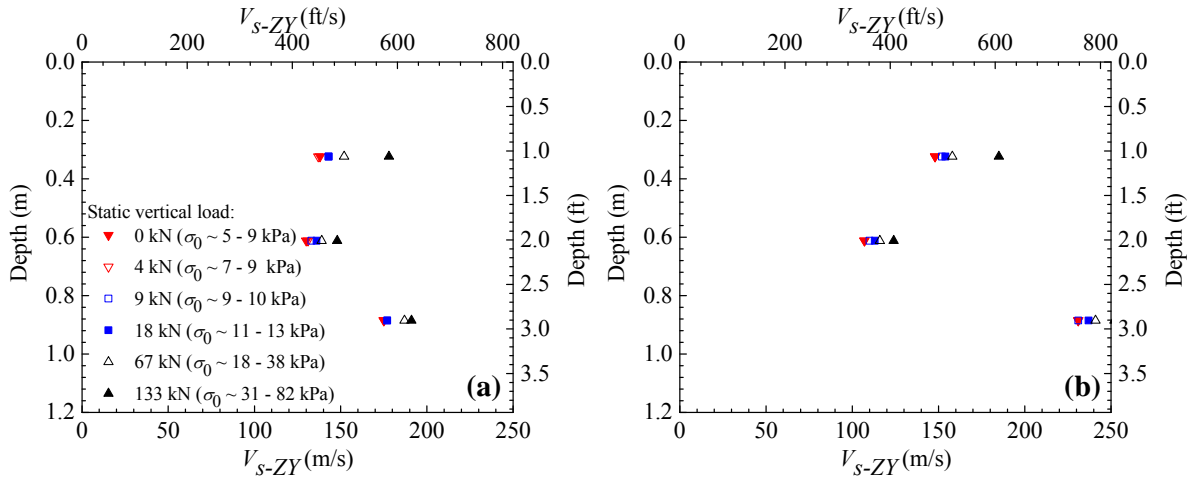 V_{s-ZY} (ft/s)
0 200 400 600 800
0.0 0.2 0.4 0.6 0.8 1.0 1.2
Depth (m)
Static vertical load:
0 kN (σ₀ ~ 5 - 9 kPa)
4 kN (σ₀ ~ 7 - 9 kPa)
9 kN (σ₀ ~ 9 - 10 kPa)
18 kN (σ₀ ~ 11 - 13 kPa)
67 kN (σ₀ ~ 18 - 38 kPa)
133 kN (σ₀ ~ 31 - 82 kPa)
(a)
0.0 0.5 1.0 1.5 2.0 2.5 3.0 3.5
Depth (ft)
0 50 100 150 200 250
V_{s-ZY} (m/s)
V_{s-ZY} (ft/s)
0 200 400 600 800
0.0 0.2 0.4 0.6 0.8 1.0 1.2
Depth (m)
(b)
0.0 0.5 1.0 1.5 2.0 2.5 3.0 3.5
Depth (ft)
0 50 100 150 200 250
V_{s-ZY} (m/s)